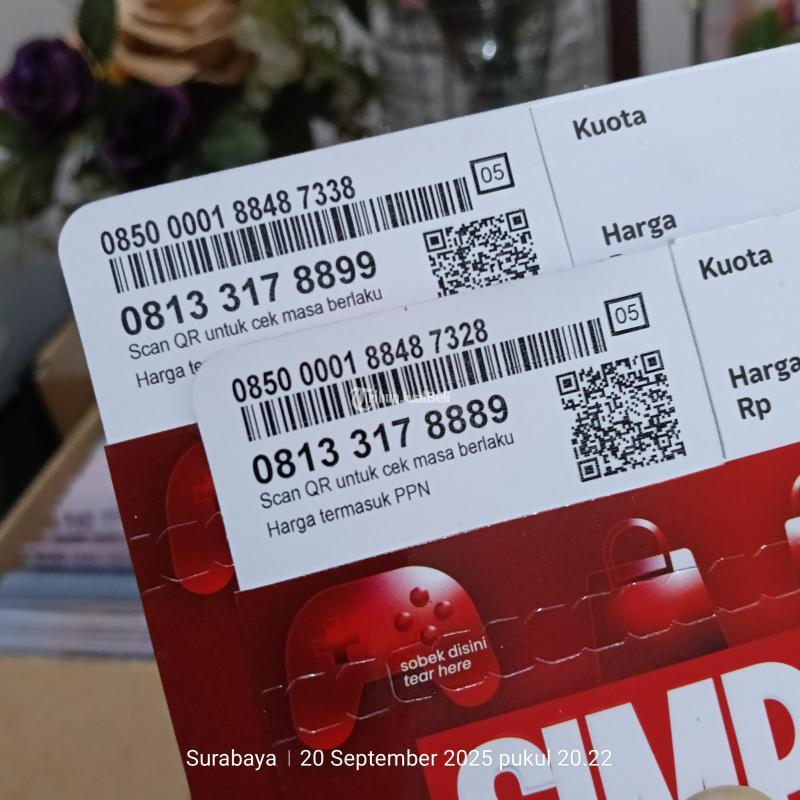 0850 0001 8848 7338
05
0813 317 8899
Scan QR untuk cek masa berlaku
Harga
Kuota
Harga
0850 0001 8848 7328
05
0813 317 8889
Scan QR untuk cek masa berlaku
Harga termasuk PPN
Kuota
Harga
Rp
sobek disini
tear here
SIMP
Surabaya | 20 September 2025 pukul 20.22